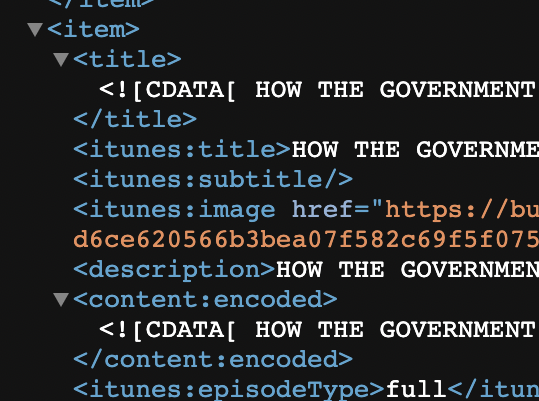 </item>
<item>
<title>
<![CDATA[ HOW THE GOVERNMENT
</title>
<itunes:title>HOW THE GOVERNME
<itunes:subtitle/>
<itunes:image href="https://bu
d6ce620566b3bea07f582c69f5f075
<description>HOW THE GOVERNMEN
<content:encoded>
<![CDATA[ HOW THE GOVERNMENT
</content:encoded>
<itunes:episodeType>full</itun